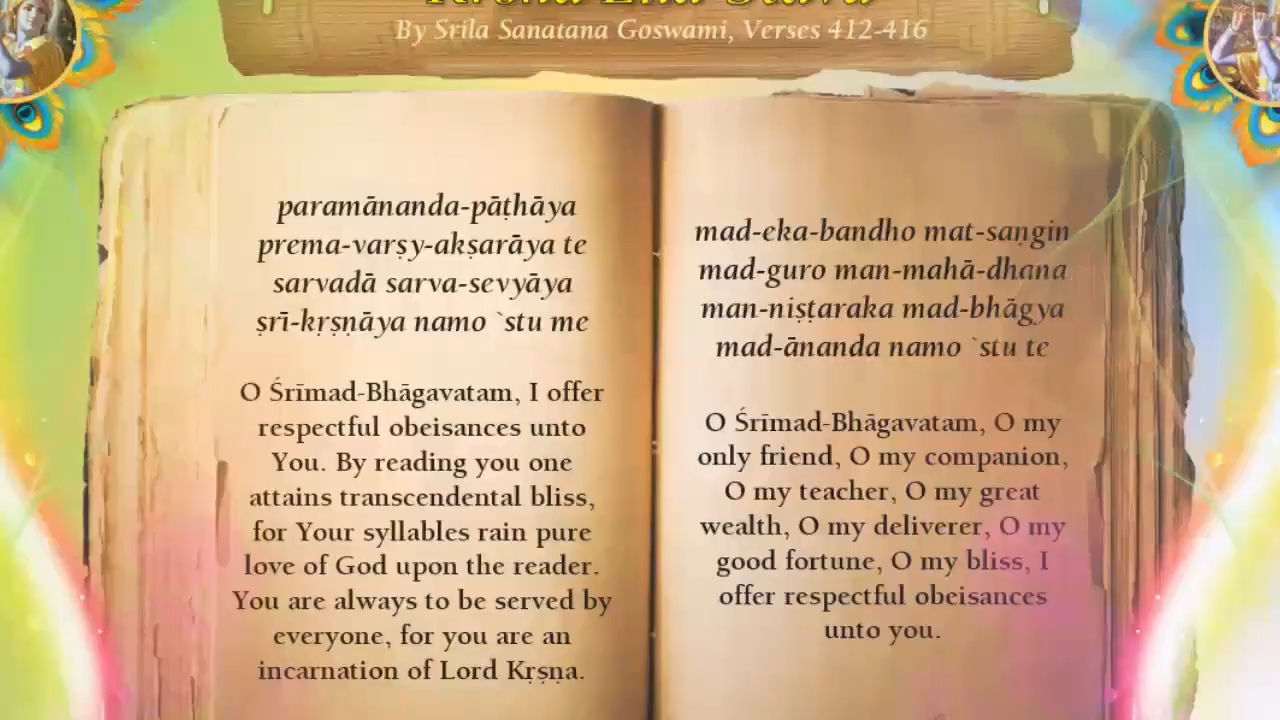 By Srila Sanatana Goswami, Verses 412-416
paramānanda-pāṭhāya
prema-varṣy-akṣarāya te
sarvadā sarva-sevyāya
ṣrī-kṛṣṇāya namo `stu me
O Śrīmad-Bhāgavatam, I offer
respectful obeisances unto
You. By reading you one
attains transcendental bliss,
for Your syllables rain pure
love of God upon the reader.
You are always to be served by
everyone, for you are an
incarnation of Lord Kṛṣṇa.
mad-eka-bandho mat-saṇgin
mad-guro man-mahā-dhana
man-niṣṭaraka mad-bhāgya
mad-ānanda namo `stu te
O Śrīmad-Bhāgavatam, O my
only friend, O my companion,
O my teacher, O my great
wealth, O my deliverer, O my
good fortune, O my bliss, I
offer respectful obeisances
unto you.